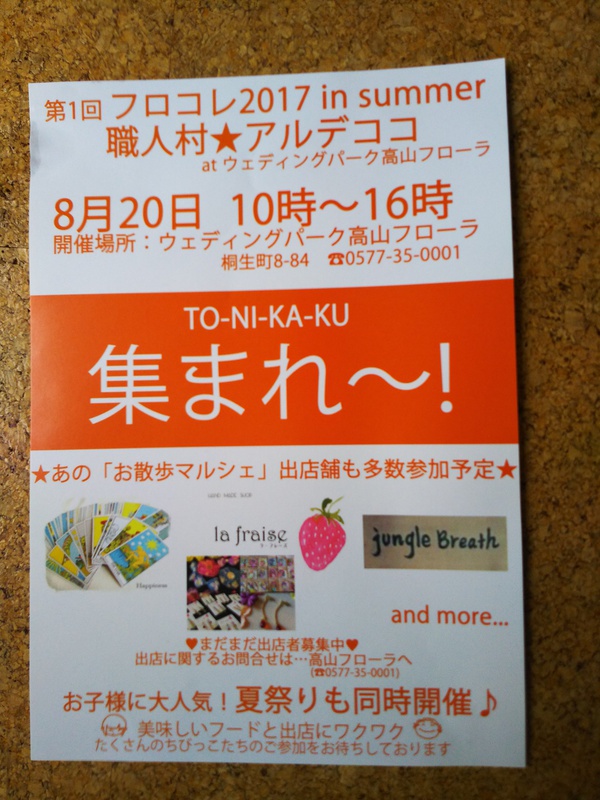 第1回 フロコレ2017 in summer
職人村★アルデココ
at ウェディングパーク高山フローラ
8月20日 10時～16時
開催場所：ウェディングパーク高山フローラ
桐生町8-84 ☎0577-35-0001
TO-NI-KA-KU
集まれ～!
★あの「お散歩マルシェ」出店舗も多数参加予定★
la fraise
ラ・フレーズ
jungle Breath
Happiness
and more...
♥まだまだ出店者募集中♥
出店に関するお問合せは…高山フローラへ
(☎0577-35-0001)
お子様に大人気！夏祭りも同時開催♪
美味しいフードと出店にワクワク
たくさんのちびっこたちのご参加をお待ちしております